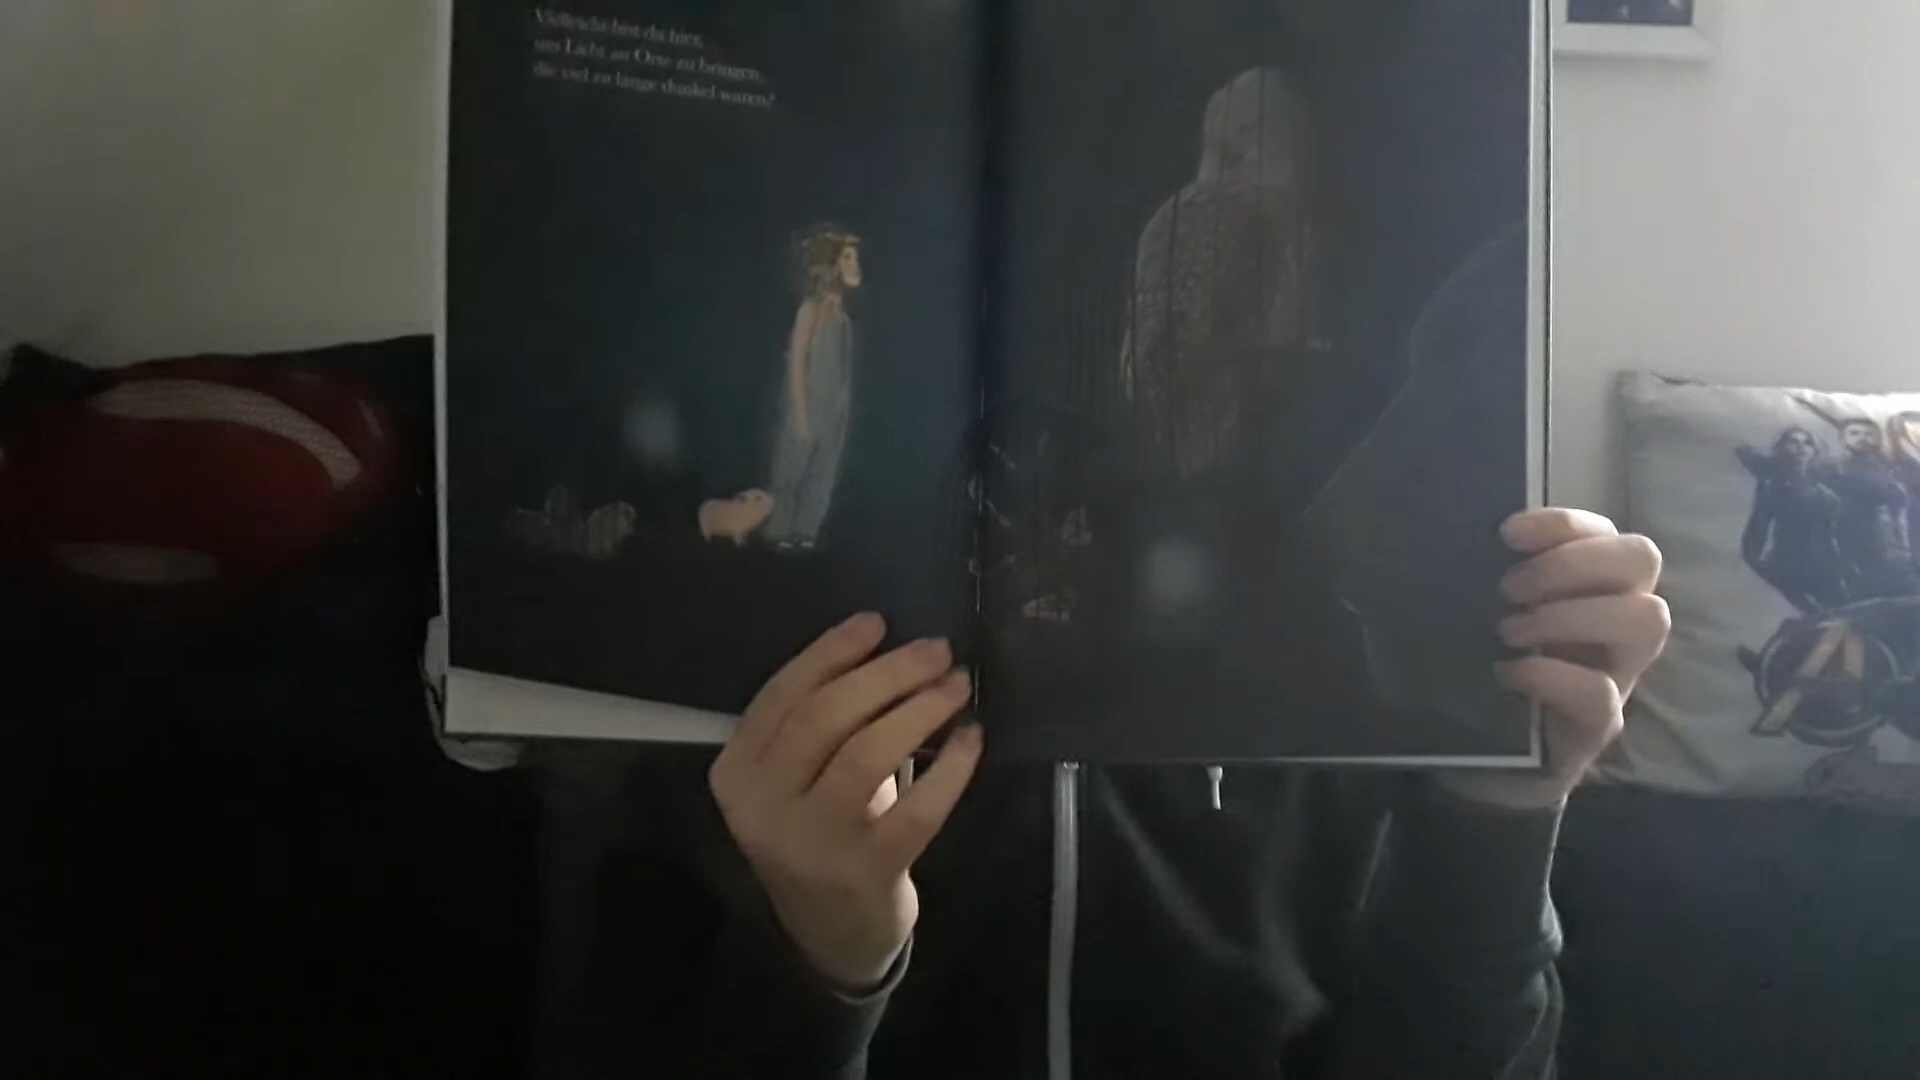 Vielleicht bist du hier,
um Licht an Orte zu bringen,
die viel zu lange dunkel waren?